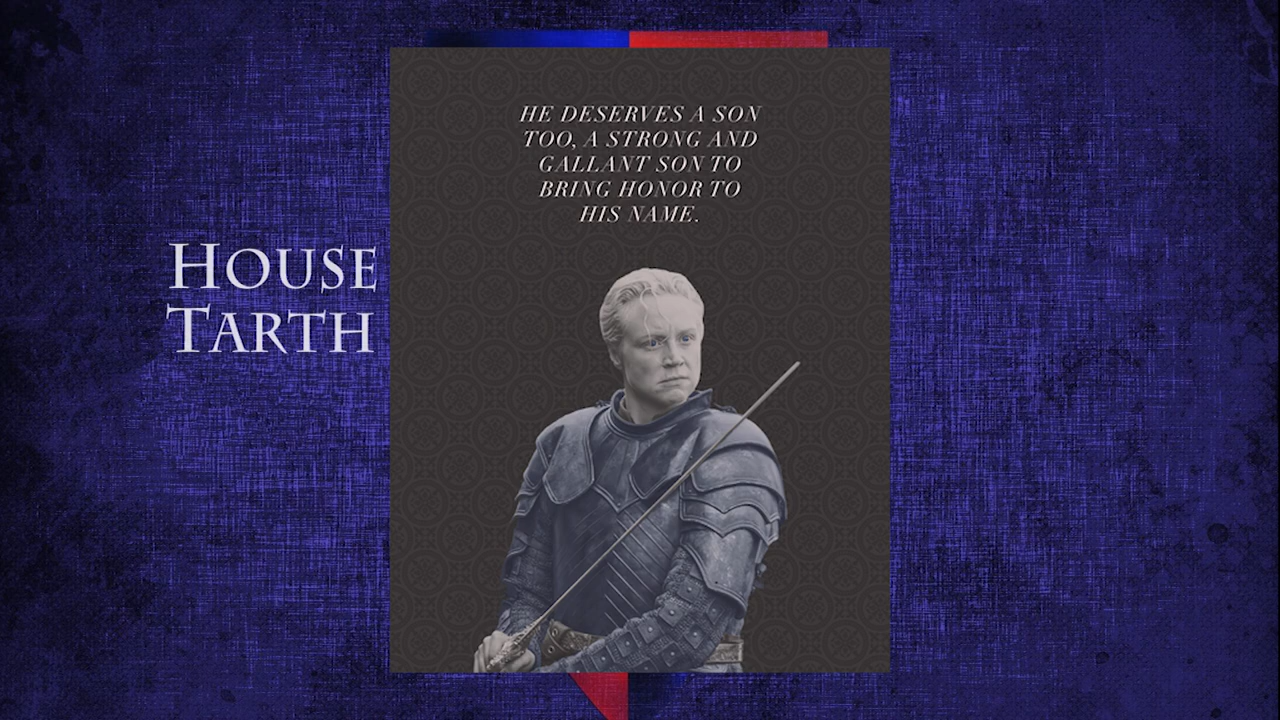 House
Tarth
HE DESERVES A SON
TOO, A STRONG AND
GALLANT SON TO
BRING HONOR TO
HIS NAME.